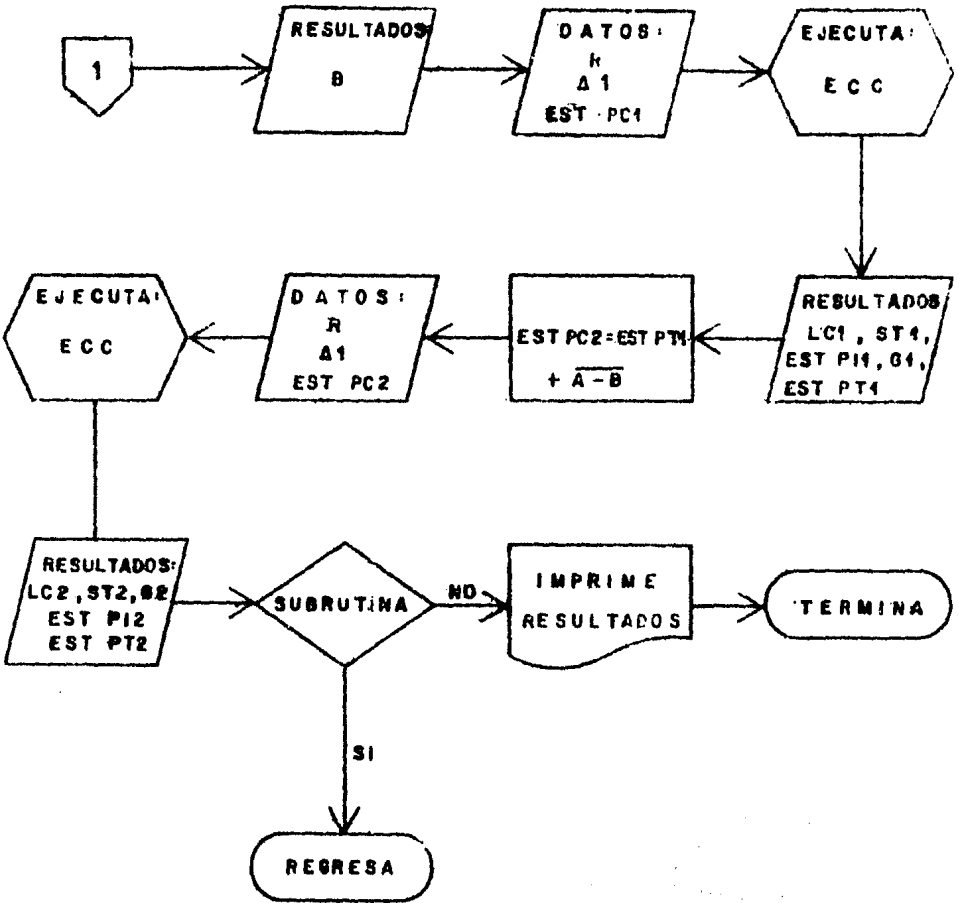 1
RESULTADOS:
B
DATOS:
R
Δ1
EST PC1
EJECUTA:
ECC
RESULTADOS
LC1, ST1,
EST PI1, G1,
EST PT1
EST PC2=EST PT1
+ A-B
DATOS:
R
Δ1
EST PC2
EJECUTA:
ECC
RESULTADOS:
LC2, ST2, G2
EST PI2
EST PT2
SUBRUTINA
NO
IMPRIME
RESULTADOS
TERMINA
SI
REGRESA